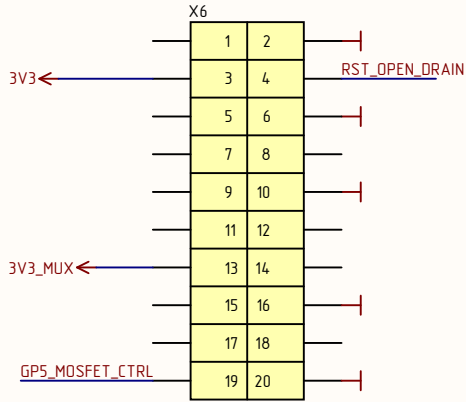 X6
1 2
3V3 3 4 RST_OPEN_DRAIN
5 6
7 8
9 10
11 12
3V3_MUX 13 14
15 16
17 18
GP5_MOSFET_CTRL 19 20